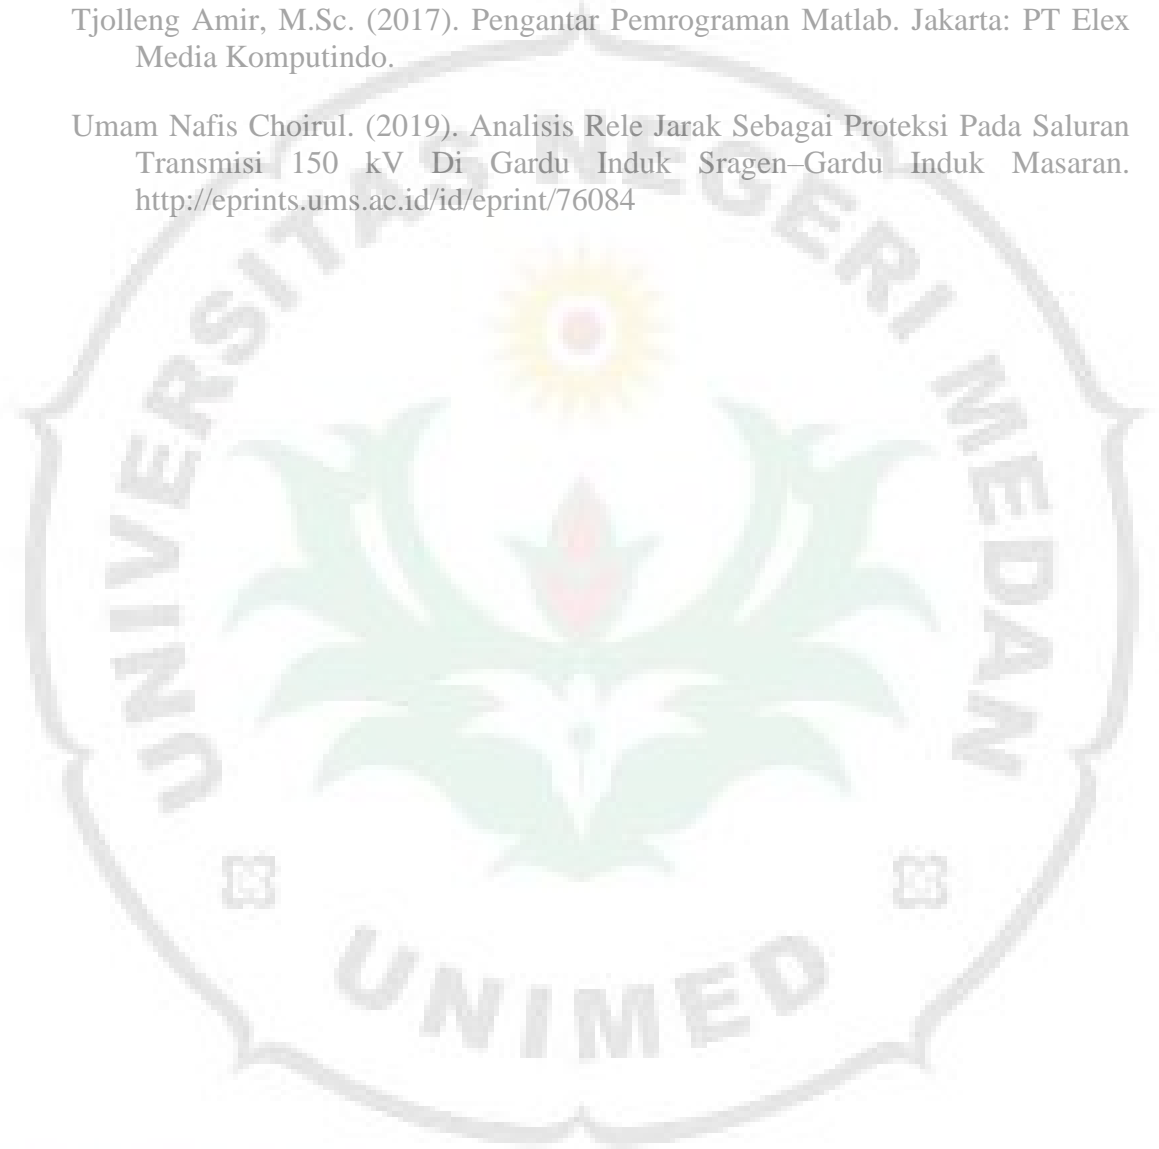 Tjolleng Amir, M.Sc. (2017). Pengantar Pemrograman Matlab. Jakarta: PT Elex
Media Komputindo.
Umam Nafis Choirul. (2019). Analisis Rele Jarak Sebagai Proteksi Pada Saluran
Transmisi 150 kV Di Gardu Induk Sragen–Gardu Induk Masaran.
http://eprints.ums.ac.id/id/eprint/76084
UNIVERSITAS NEGERI MEDAN
UNIMED